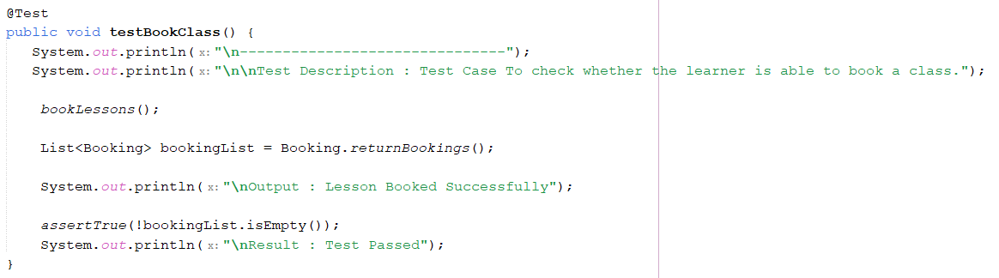 @Test
public void testBookClass() {
System.out.println( x: "\n-------------------------------");
System.out.println( x: "\n\nTest Description : Test Case To check whether the learner is able to book a class.");
bookLessons();
List<Booking> bookingList = Booking.returnBookings();
System.out.println( x: "\nOutput : Lesson Booked Successfully");
assertTrue(!bookingList.isEmpty());
System.out.println( x: "\nResult : Test Passed");
}